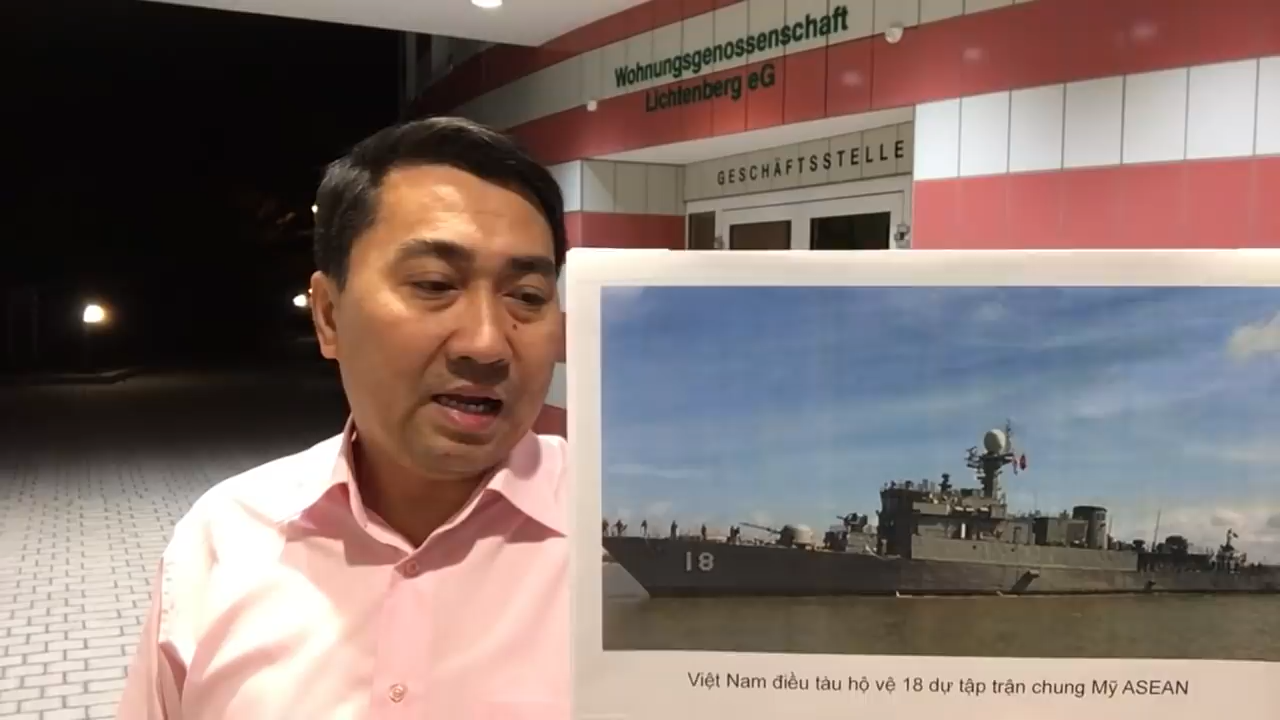 Wohnungsgenossenschaft
Lichtenberg eG
GESCHÄFTSSTELLE
18
Việt Nam điều tàu hộ vệ 18 dự tập trận chung Mỹ ASEAN